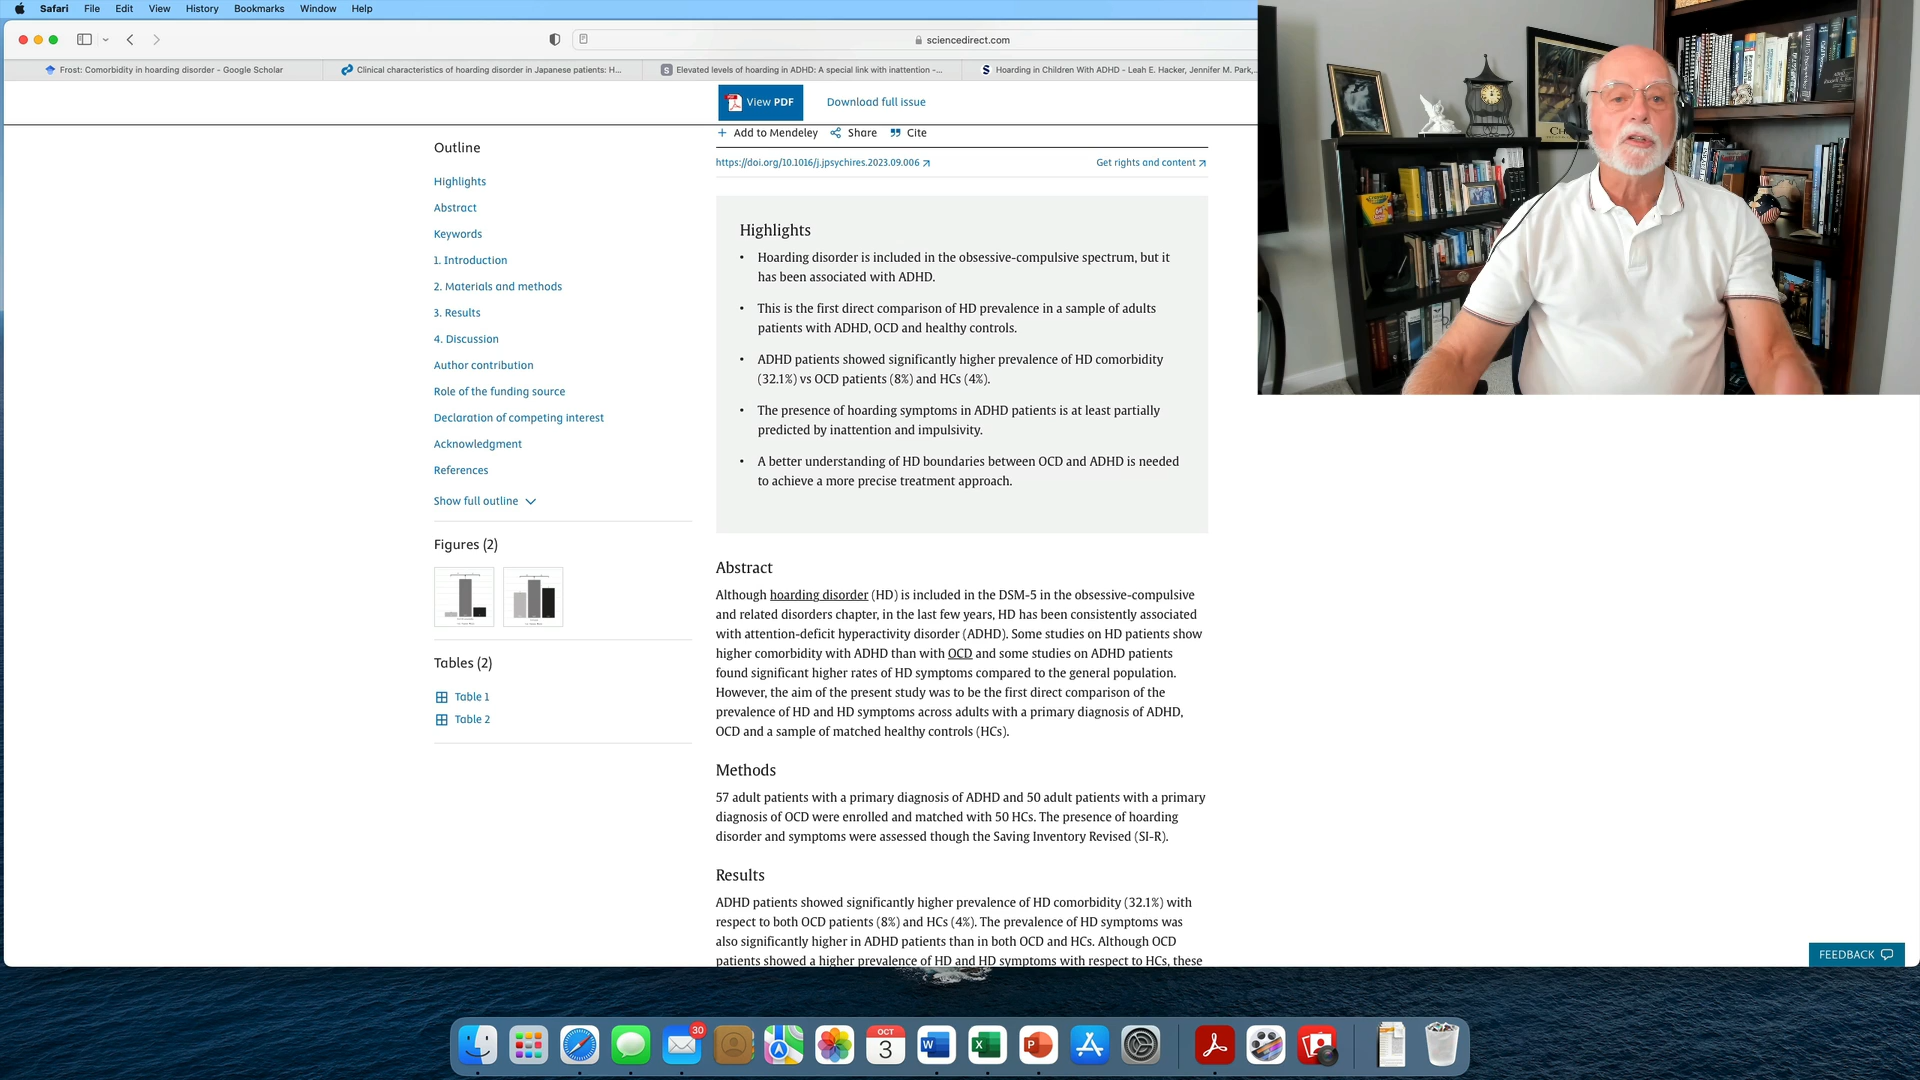 Safari File Edit View History Bookmarks Window Help
sciencedirect.com
Frost: Comorbidity in hoarding disorder - Google Scholar
Clinical characteristics of hoarding disorder in Japanese patients: H...
Elevated levels of hoarding in ADHD: A special link with inattention -...
Hoarding in Children With ADHD - Leah E. Hacker, Jennifer M. Park,...
View PDF
Download full issue
Add to Mendeley Share Cite
https://doi.org/10.1016/j.jpsychires.2023.09.006
Get rights and content
Outline
Highlights
Abstract
Keywords
1. Introduction
2. Materials and methods
3. Results
4. Discussion
Author contribution
Role of the funding source
Declaration of competing interest
Acknowledgment
References
Show full outline
Figures (2)
Tables (2)
Table 1
Table 2
Highlights
• Hoarding disorder is included in the obsessive-compulsive spectrum, but it
has been associated with ADHD.
• This is the first direct comparison of HD prevalence in a sample of adults
patients with ADHD, OCD and healthy controls.
• ADHD patients showed significantly higher prevalence of HD comorbidity
(32.1%) vs OCD patients (8%) and HCs (4%).
• The presence of hoarding symptoms in ADHD patients is at least partially
predicted by inattention and impulsivity.
• A better understanding of HD boundaries between OCD and ADHD is needed
to achieve a more precise treatment approach.
Abstract
Although hoarding disorder (HD) is included in the DSM-5 in the obsessive-compulsive
and related disorders chapter, in the last few years, HD has been consistently associated
with attention-deficit hyperactivity disorder (ADHD). Some studies on HD patients show
higher comorbidity with ADHD than with OCD and some studies on ADHD patients
found significant higher rates of HD symptoms compared to the general population.
However, the aim of the present study was to be the first direct comparison of the
prevalence of HD and HD symptoms across adults with a primary diagnosis of ADHD,
OCD and a sample of matched healthy controls (HCs).
Methods
57 adult patients with a primary diagnosis of ADHD and 50 adult patients with a primary
diagnosis of OCD were enrolled and matched with 50 HCs. The presence of hoarding
disorder and symptoms were assessed though the Saving Inventory Revised (SI-R).
Results
ADHD patients showed significantly higher prevalence of HD comorbidity (32.1%) with
respect to both OCD patients (8%) and HCs (4%). The prevalence of HD symptoms was
also significantly higher in ADHD patients than in both OCD and HCs. Although OCD
patients showed a higher prevalence of HD and HD symptoms with respect to HCs, these
FEEDBACK
30
OCT
3
W
X
P